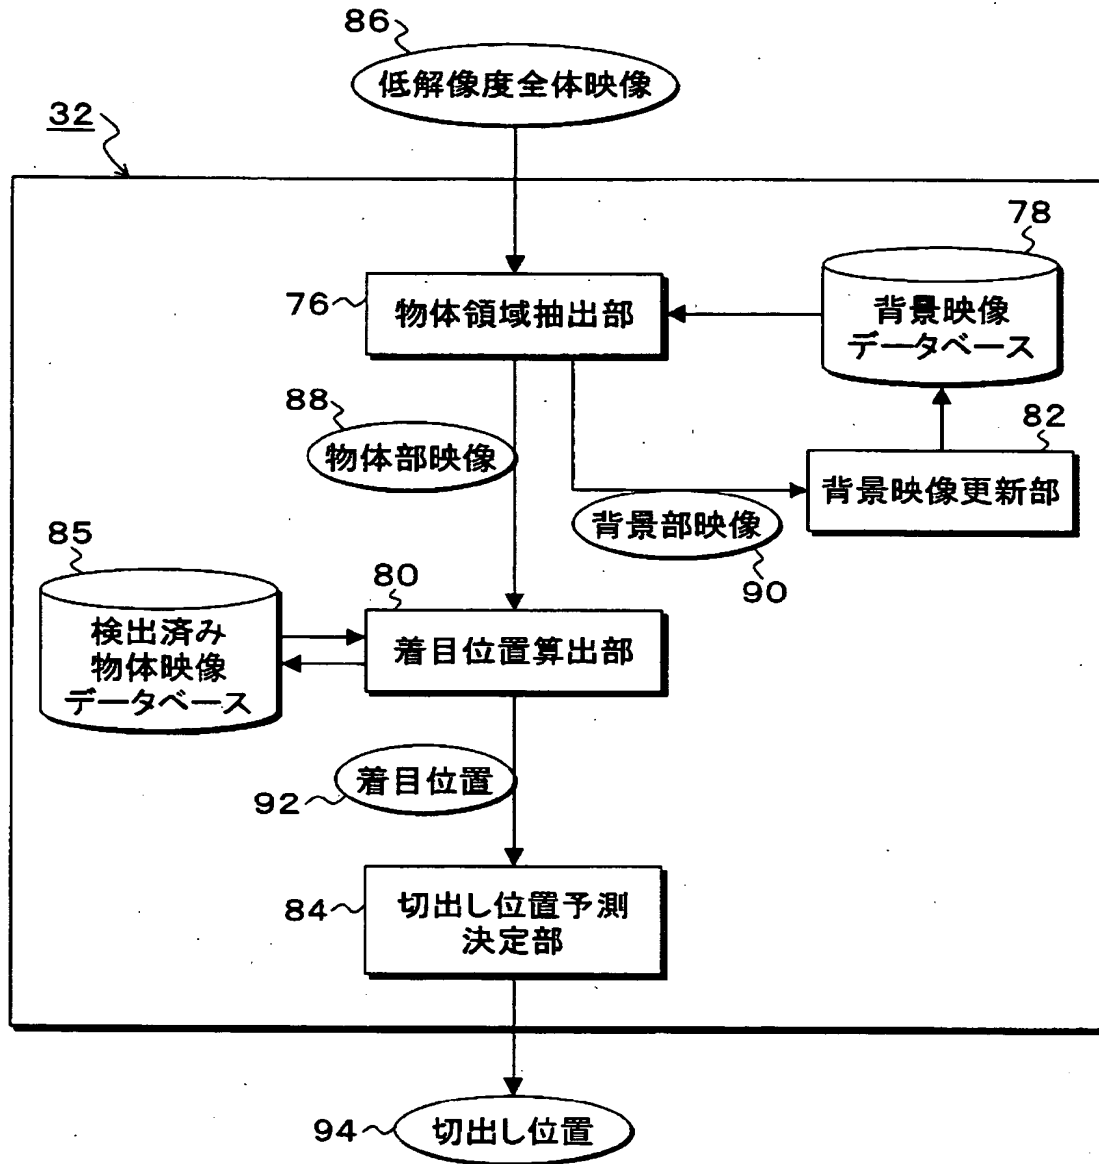 86
低解像度全体映像
32
78
76
物体領域抽出部
背景映像
データベース
88
物体部映像
82
背景映像更新部
背景部映像
90
85
検出済み
物体映像
データベース
80
着目位置算出部
92
着目位置
84
切出し位置予測
決定部
94
切出し位置